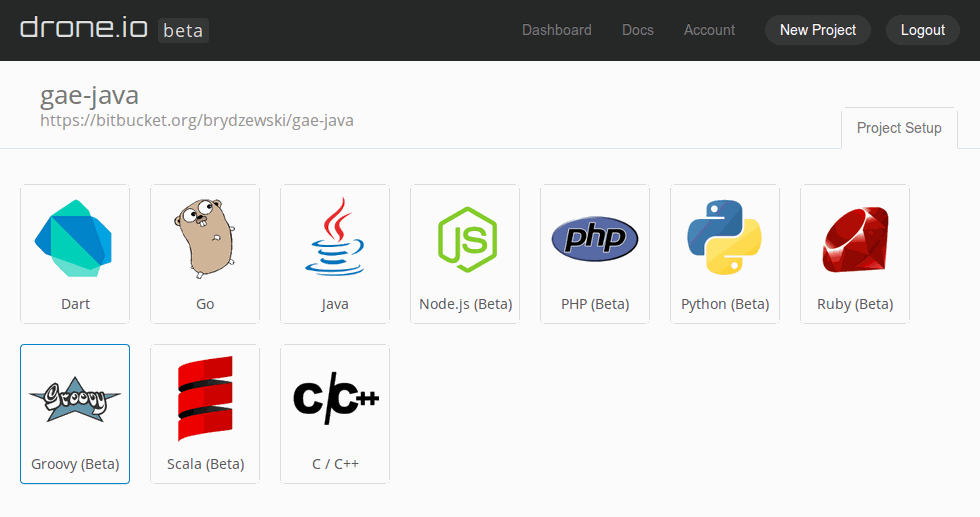 drone.io beta Dashboard Docs Account New Project Logout
gae-java
https://bitbucket.org/brydzewski/gae-java
Project Setup
JS php
Dart Go Java Node.js (Beta) PHP (Beta) Python (Beta) Ruby (Beta)
Groovy C/C++
Groovy (Beta) Scala (Beta) C / C++